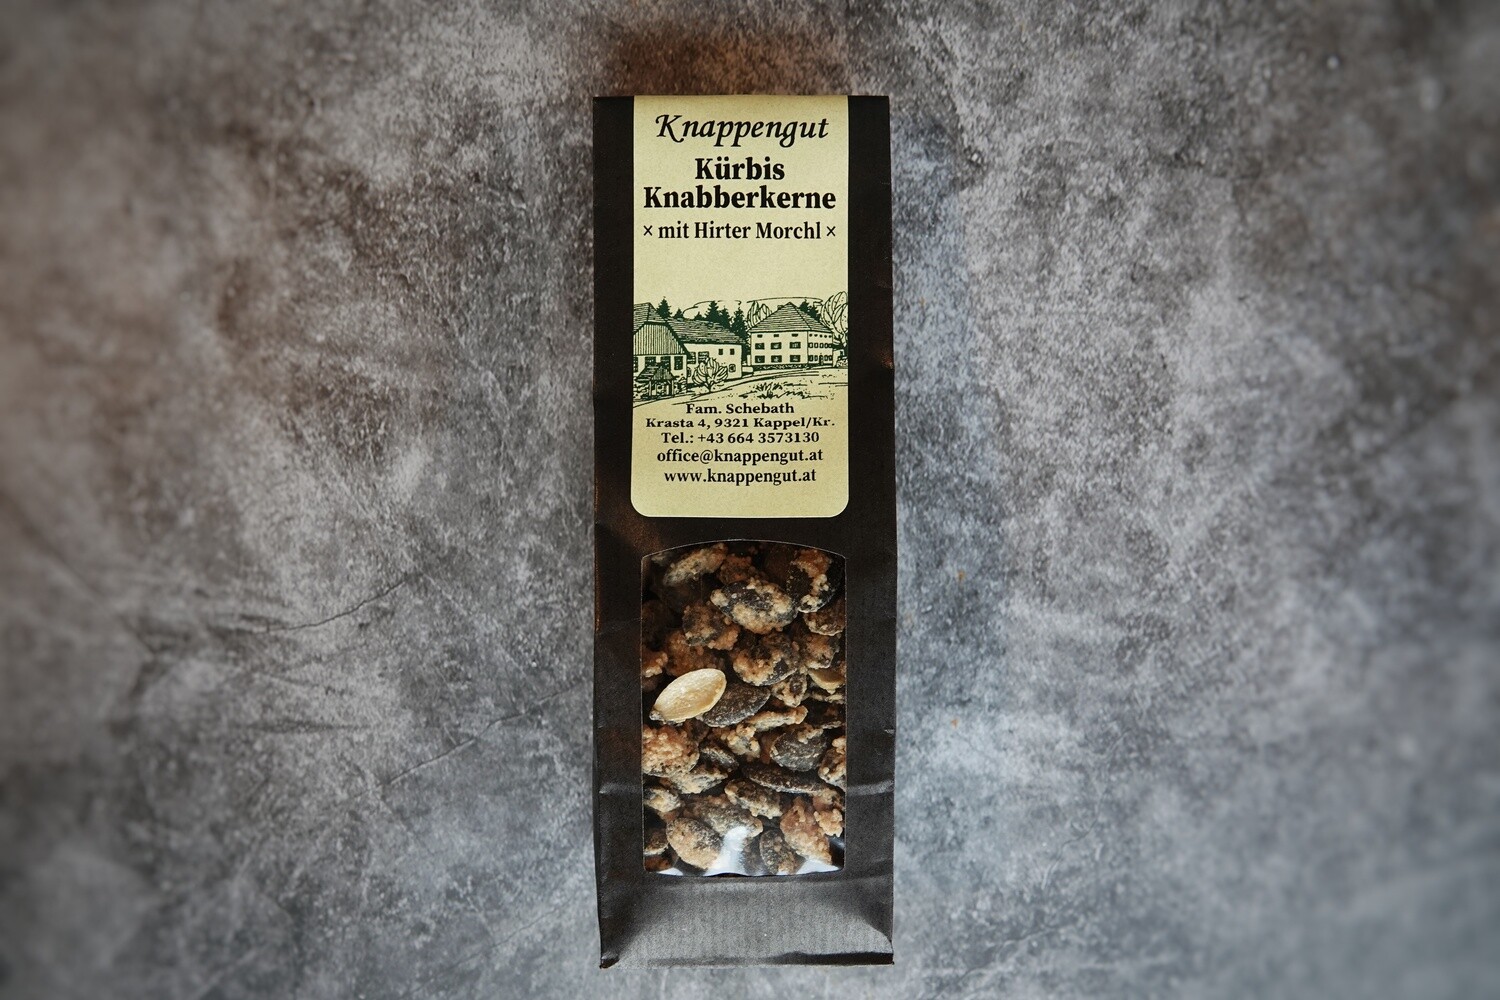 Knappengut
Kürbis
Knabberkerne
× mit Hirter Morchl ×
Fam. Schebath
Krasta 4, 9321 Kappel/Kr.
Tel.: +43 664 3573130
office@knappengut.at
www.knappengut.at